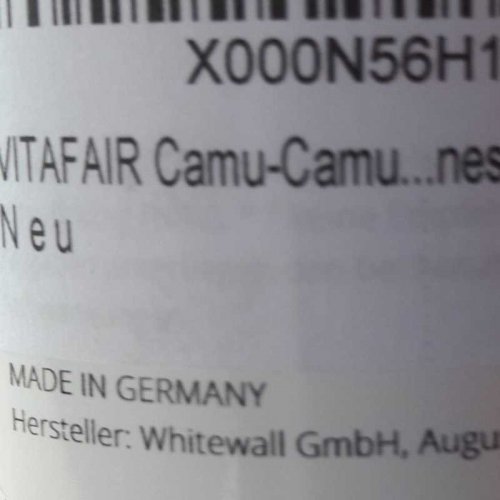 X000N56H1
VITAFAIR Camu-Camu...nes
Neu
MADE IN GERMANY
Hersteller: Whitewall GmbH, Augu